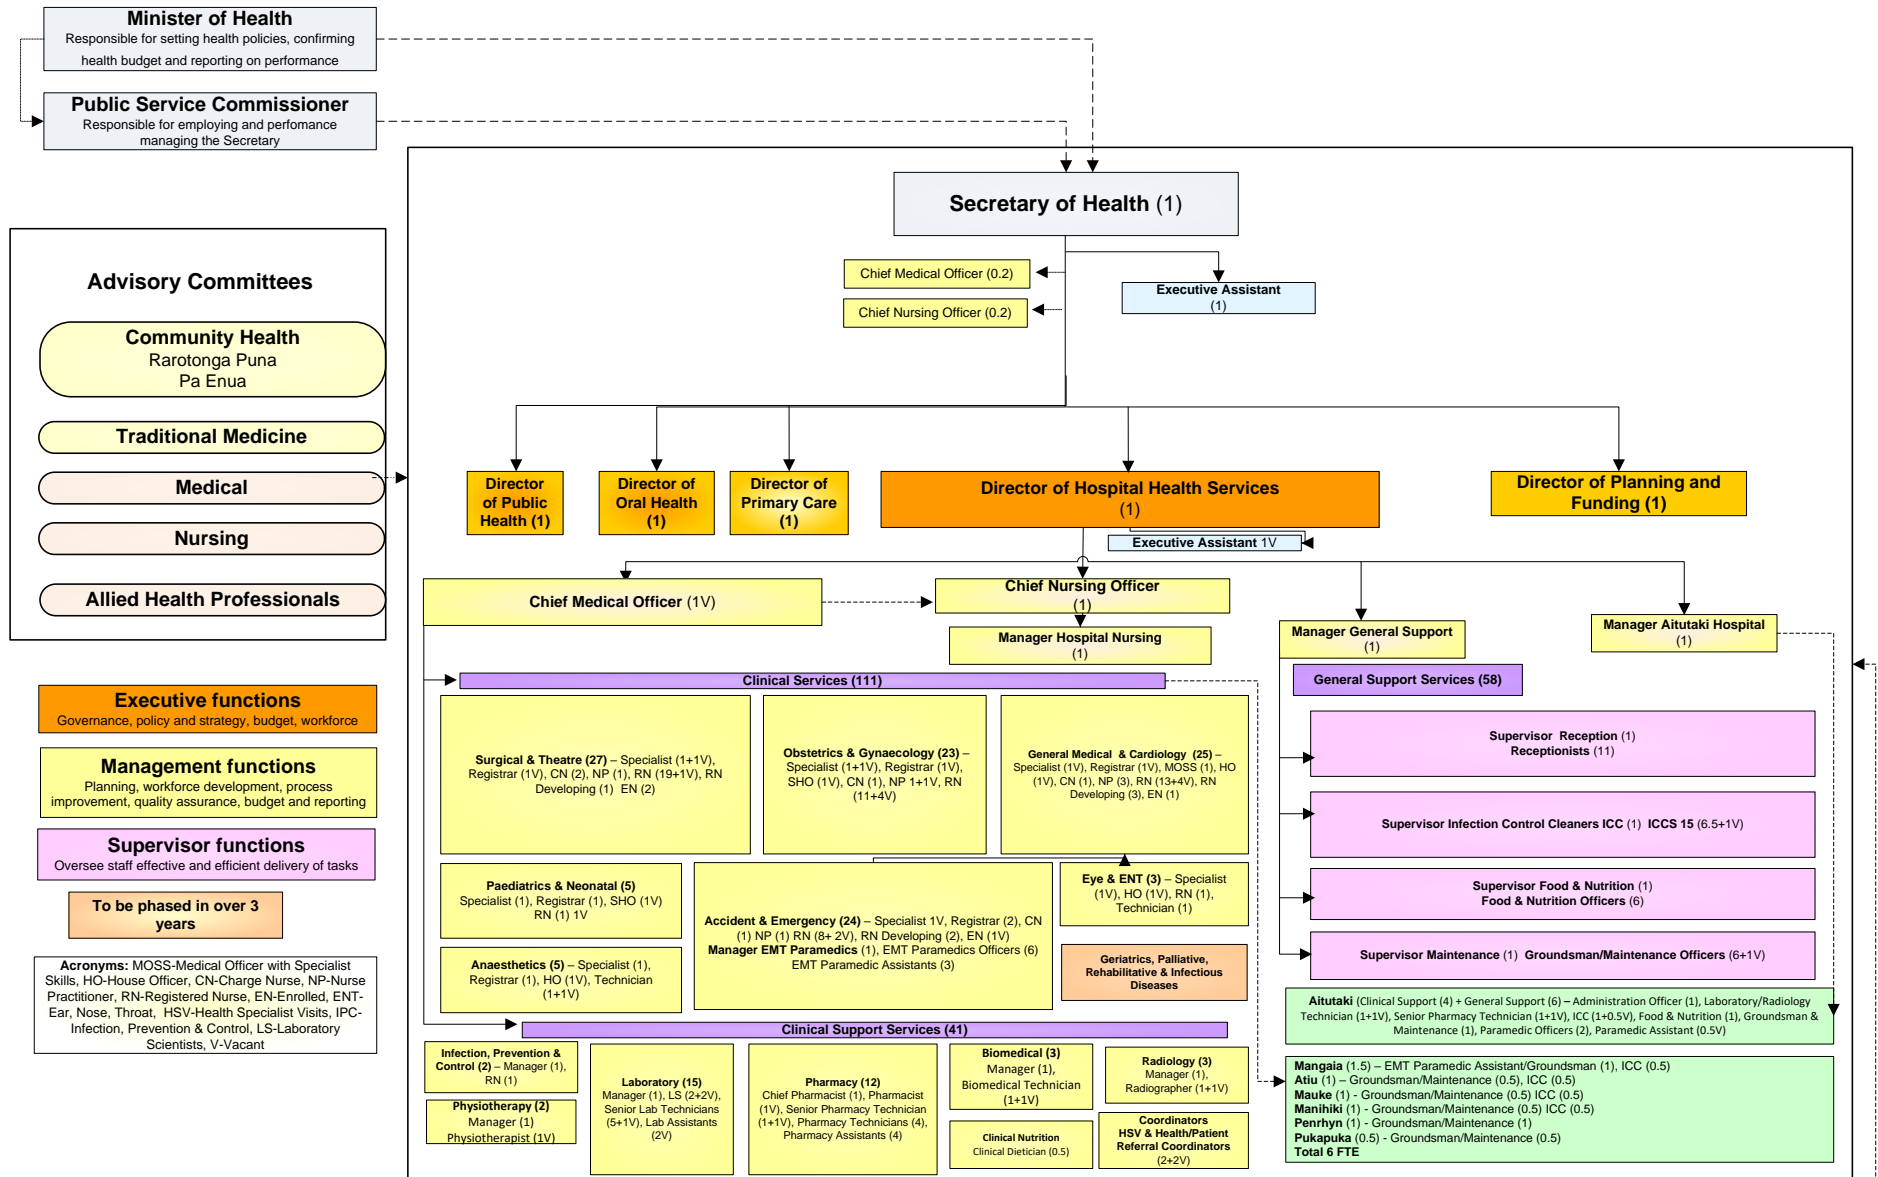 Minister of Health
Responsible for setting health policies, confirming
health budget and reporting on performance
Public Service Commissioner
Responsible for employing and perfomance
managing the Secretary
Secretary of Health (1)
Chief Medical Officer (0.2)
Chief Nursing Officer (0.2)
Executive Assistant
(1)
Advisory Committees
Community Health
Rarotonga Puna
Pa Enua
Traditional Medicine
Medical
Nursing
Allied Health Professionals
Director
of Public
Health (1)
Director of
Oral Health
(1)
Director of
Primary Care
(1)
Director of Hospital Health Services
(1)
Director of Planning and
Funding (1)
Executive Assistant 1V
Chief Medical Officer (1V)
Chief Nursing Officer
(1)
Manager Hospital Nursing
(1)
Manager General Support
(1)
Manager Aitutaki Hospital
(1)
Executive functions
Governance, policy and strategy, budget, workforce
Management functions
Planning, workforce development, process
improvement, quality assurance, budget and reporting
Supervisor functions
Oversee staff effective and efficient delivery of tasks
To be phased in over 3
years
Acronyms: MOSS-Medical Officer with Specialist
Skills, HO-House Officer, CN-Charge Nurse, NP-Nurse
Practitioner, RN-Registered Nurse, EN-Enrolled, ENT-
Ear, Nose, Throat, HSV-Health Specialist Visits, IPC-
Infection, Prevention & Control, LS-Laboratory
Scientists, V-Vacant
Clinical Services (111)
Surgical & Theatre (27) – Specialist (1+1V),
Registrar (1V), CN (2), NP (1), RN (19+1V), RN
Developing (1) EN (2)
Obstetrics & Gynaecology (23) –
Specialist (1+1V), Registrar (1V),
SHO (1V), CN (1), NP 1+1V, RN
(11+4V)
General Medical & Cardiology (25) –
Specialist (1V), Registrar (1V), MOSS (1), HO
(1V), CN (1), NP (3), RN (13+4V), RN
Developing (3), EN (1)
Paediatrics & Neonatal (5)
Specialist (1), Registrar (1), SHO (1V)
RN (1) 1V
Accident & Emergency (24) – Specialist 1V, Registrar (2), CN
(1) NP (1) RN (8+ 2V), RN Developing (2), EN (1V)
Manager EMT Paramedics (1), EMT Paramedics Officers (6)
EMT Paramedic Assistants (3)
Eye & ENT (3) – Specialist
(1V), HO (1V), RN (1),
Technician (1)
Anaesthetics (5) – Specialist (1),
Registrar (1), HO (1V), Technician
(1+1V)
Geriatrics, Palliative,
Rehabilitative & Infectious
Diseases
Clinical Support Services (41)
Infection, Prevention &
Control (2) – Manager (1),
RN (1)
Physiotherapy (2)
Manager (1)
Physiotherapist (1V)
Laboratory (15)
Manager (1), LS (2+2V),
Senior Lab Technicians
(5+1V), Lab Assistants
(2V)
Pharmacy (12)
Chief Pharmacist (1), Pharmacist
(1V), Senior Pharmacy Technician
(1+1V), Pharmacy Technicians (4),
Pharmacy Assistants (4)
Biomedical (3)
Manager (1),
Biomedical Technician
(1+1V)
Clinical Nutrition
Clinical Dietician (0.5)
Radiology (3)
Manager (1),
Radiographer (1+1V)
Coordinators
HSV & Health/Patient
Referral Coordinators
(2+2V)
General Support Services (58)
Supervisor Reception (1)
Receptionists (11)
Supervisor Infection Control Cleaners ICC (1) ICCS 15 (6.5+1V)
Supervisor Food & Nutrition (1)
Food & Nutrition Officers (6)
Supervisor Maintenance (1) Groundsman/Maintenance Officers (6+1V)
Aitutaki (Clinical Support (4) + General Support (6) – Administration Officer (1), Laboratory/Radiology
Technician (1+1V), Senior Pharmacy Technician (1+1V), ICC (1+0.5V), Food & Nutrition (1), Groundsman &
Maintenance (1), Paramedic Officers (2), Paramedic Assistant (0.5V)
Mangaia (1.5) – EMT Paramedic Assistant/Groundsman (1), ICC (0.5)
Atiu (1) – Groundsman/Maintenance (0.5), ICC (0.5)
Mauke (1) - Groundsman/Maintenance (0.5) ICC (0.5)
Manihiki (1) - Groundsman/Maintenance (0.5) ICC (0.5)
Penrhyn (1) - Groundsman/Maintenance (1)
Pukapuka (0.5) - Groundsman/Maintenance (0.5)
Total 6 FTE